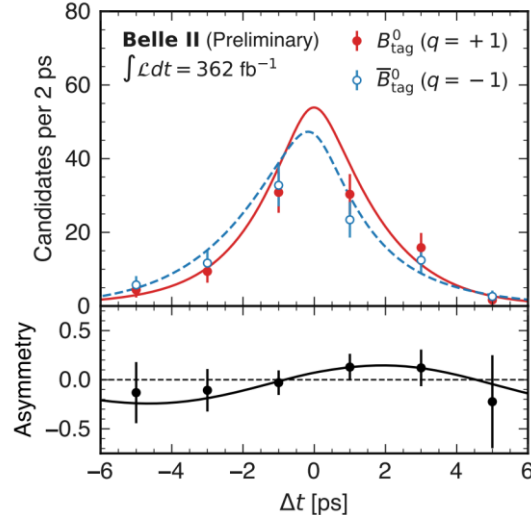 Belle II (Preliminary)
∫ℒdt = 362 fb⁻¹
B⁰tag (q = +1)
B̅⁰tag (q = −1)
Candidates per 2 ps
80
60
40
20
0
Asymmetry
0.5
0.0
−0.5
−6 −4 −2 0 2 4 6
Δt [ps]